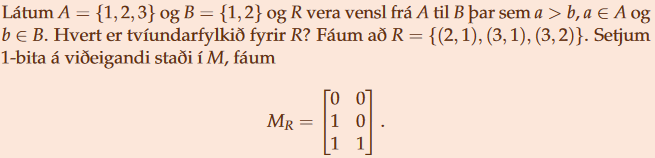 Látum A = {1, 2, 3} og B = {1, 2} og R vera vensl frá A til B þar sem a > b, a ∈ A og
b ∈ B. Hvert er tvíundarfylkið fyrir R? Fáum að R = {(2, 1), (3, 1), (3, 2)}. Setjum
1-bita á viðeigandi staði í M, fáum
M_R = [0 0
1 0
1 1].